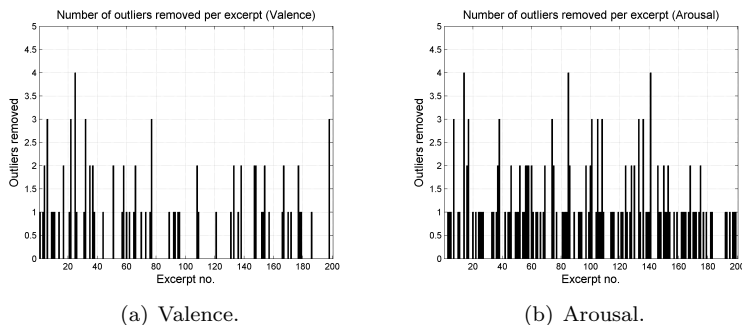 Number of outliers removed per excerpt (Valence)
5
4.5
4
3.5
3
2.5
2
1.5
1
0.5
0
Outliers removed
20 40 60 80 100 120 140 160 180 200
Excerpt no.
(a) Valence.
Number of outliers removed per excerpt (Arousal)
5
4.5
4
3.5
3
2.5
2
1.5
1
0.5
0
Outliers removed
20 40 60 80 100 120 140 160 180 200
Excerpt no.
(b) Arousal.